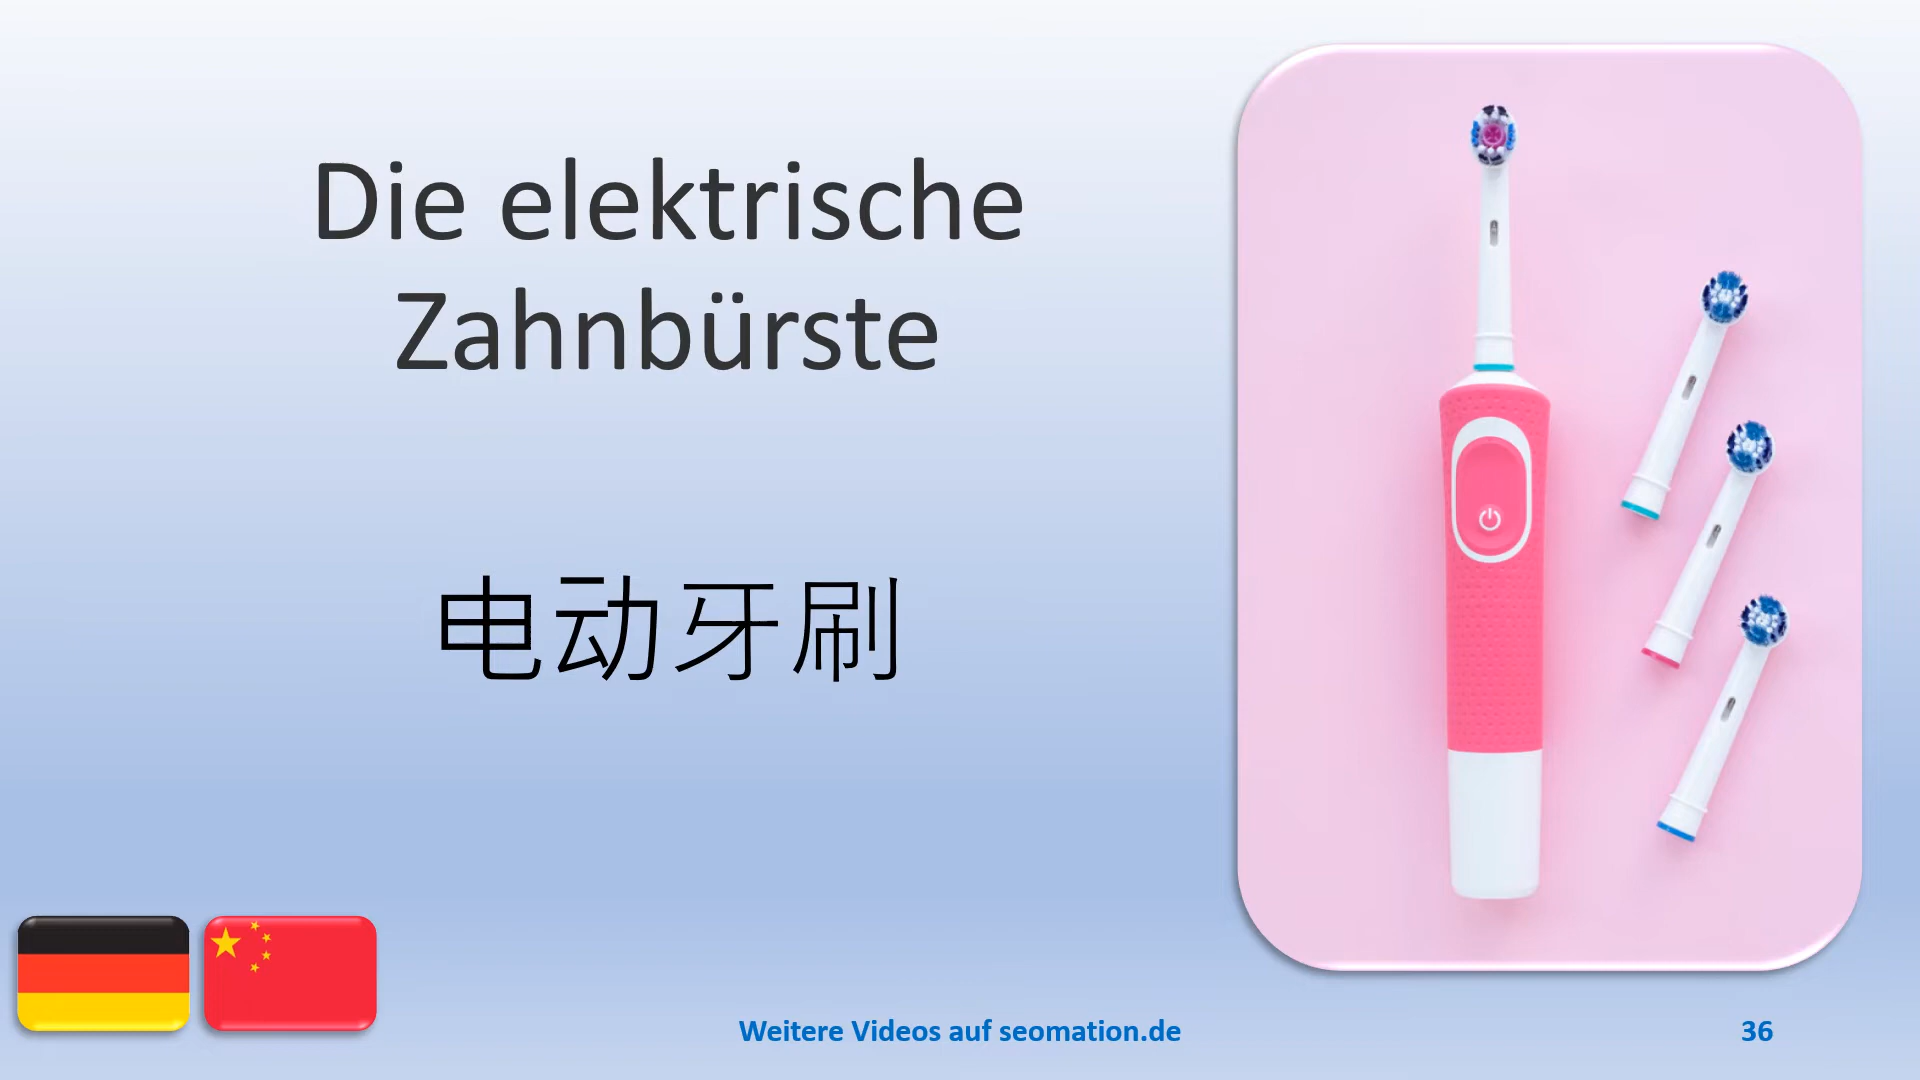 Die elektrische
Zahnbürste
电动牙刷
Weitere Videos auf seomation.de
36